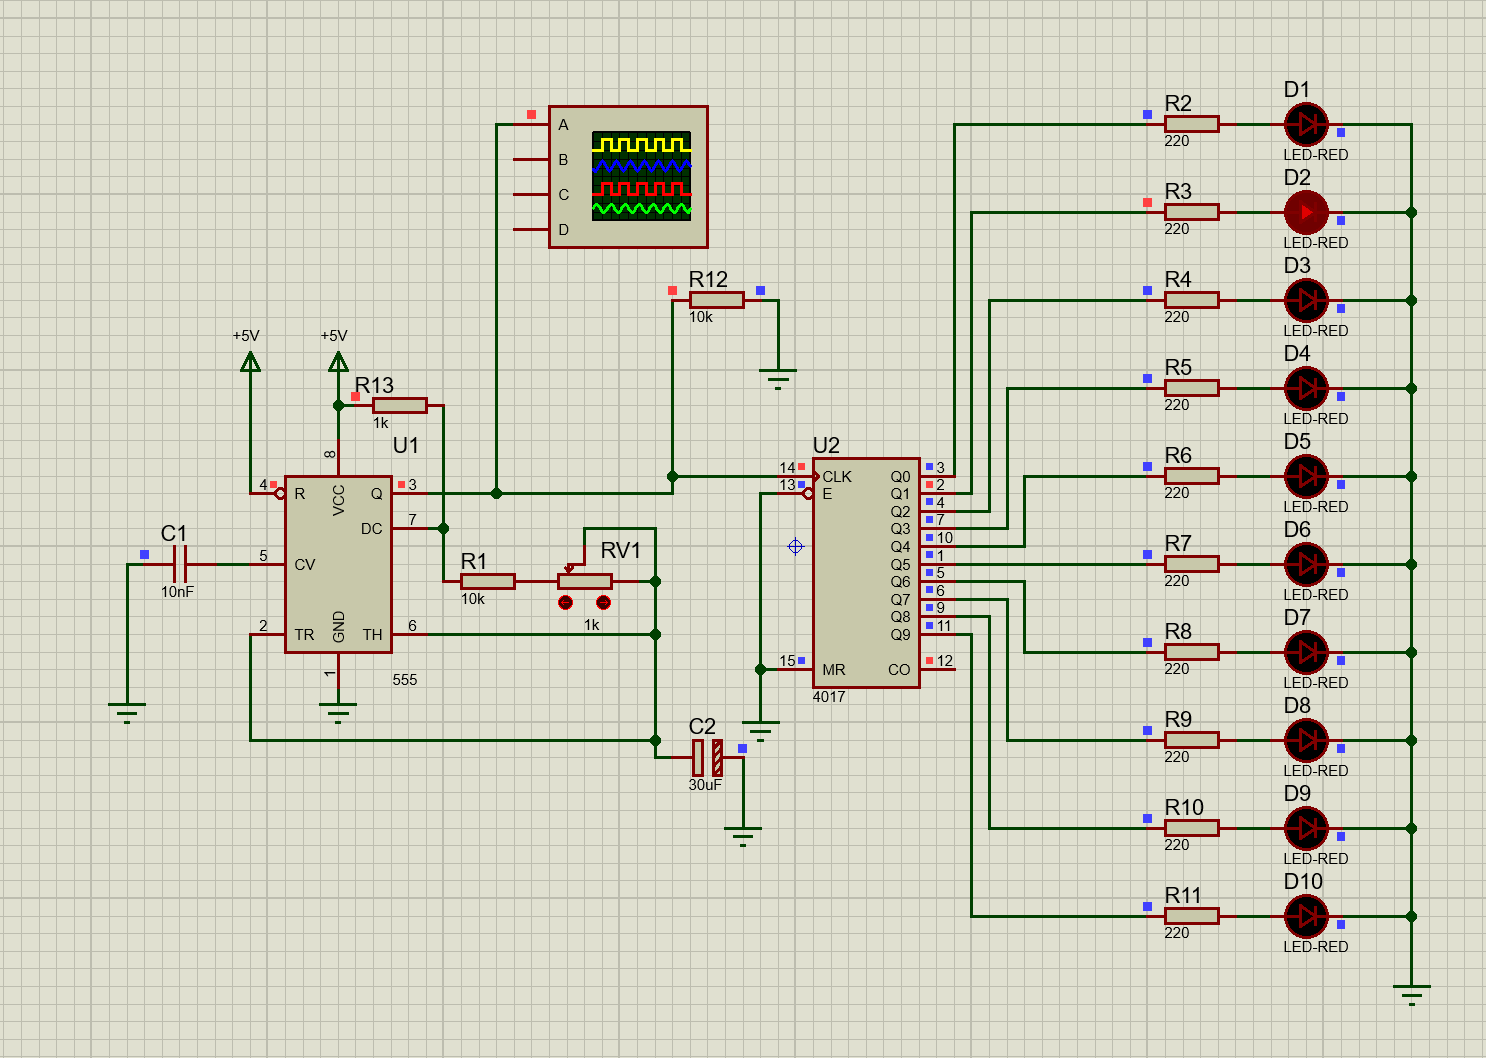 A
B
C
D
+5V
+5V
R13
1k
U1
8
4
R
VCC
Q
3
DC
7
C1
10nF
5
CV
2
TR
GND
TH
6
1
555
R1
10k
RV1
1k
C2
30uF
R12
10k
U2
14
CLK
13
E
15
MR
4017
Q0
3
Q1
2
Q2
4
Q3
7
Q4
10
Q5
1
Q6
5
Q7
6
Q8
9
Q9
11
CO
12
R2
220
D1
LED-RED
R3
220
D2
LED-RED
R4
220
D3
LED-RED
R5
220
D4
LED-RED
R6
220
D5
LED-RED
R7
220
D6
LED-RED
R8
220
D7
LED-RED
R9
220
D8
LED-RED
R10
220
D9
LED-RED
R11
220
D10
LED-RED